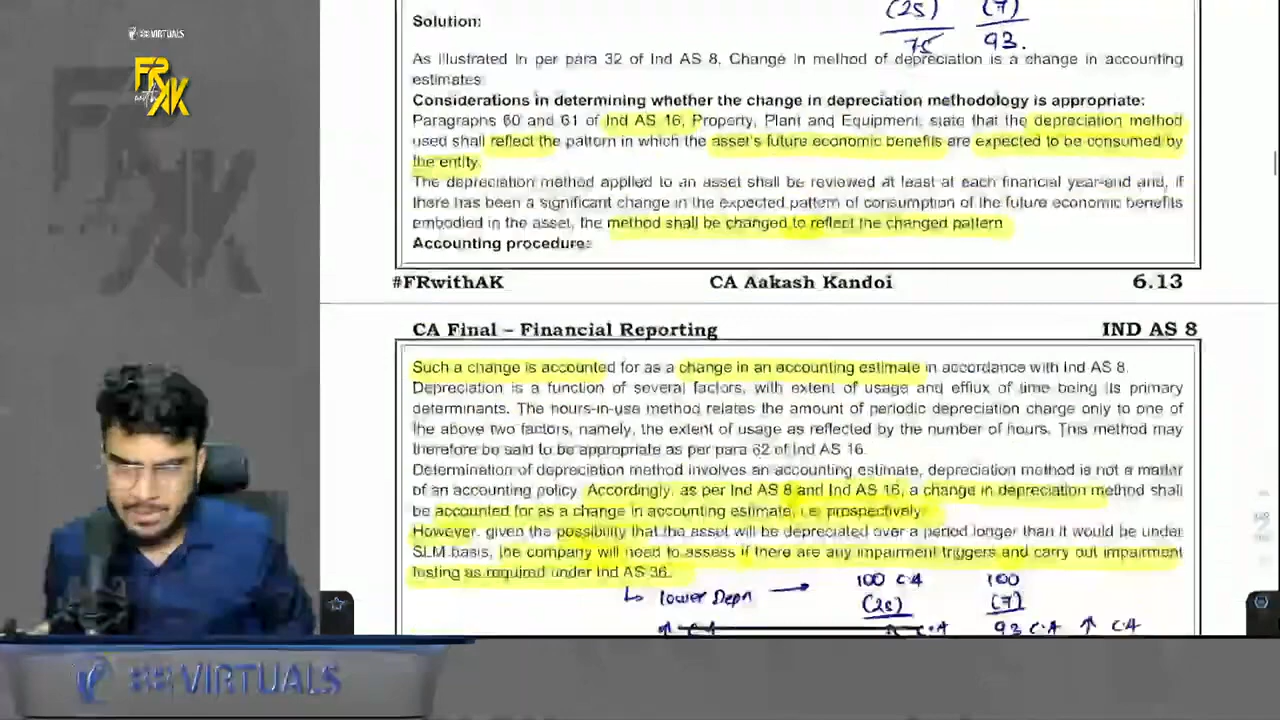 VIRTUALS
FR
with
AK
(25) (7)
75 93.
Solution:
As illustrated in per para 32 of Ind AS 8, Change in method of depreciation is a change in accounting
estimates.
Considerations in determining whether the change in depreciation methodology is appropriate:
Paragraphs 60 and 61 of Ind AS 16, Property, Plant and Equipment, state that the depreciation method
used shall reflect the pattern in which the asset's future economic benefits are expected to be consumed by
the entity.
The depreciation method applied to an asset shall be reviewed at least at each financial year-end and, if
there has been a significant change in the expected pattern of consumption of the future economic benefits
embodied in the asset, the method shall be changed to reflect the changed pattern.
Accounting procedure:
#FRwithAK CA Aakash Kandoi 6.13
CA Final – Financial Reporting IND AS 8
Such a change is accounted for as a change in an accounting estimate in accordance with Ind AS 8.
Depreciation is a function of several factors, with extent of usage and efflux of time being its primary
determinants. The hours-in-use method relates the amount of periodic depreciation charge only to one of
the above two factors, namely, the extent of usage as reflected by the number of hours. This method may
therefore be said to be appropriate as per para 62 of Ind AS 16.
Determination of depreciation method involves an accounting estimate, depreciation method is not a matter
of an accounting policy. Accordingly, as per Ind AS 8 and Ind AS 16, a change in depreciation method shall
be accounted for as a change in accounting estimate, i.e. prospectively.
However, given the possibility that the asset will be depreciated over a period longer than it would be under
SLM basis, the company will need to assess if there are any impairment triggers and carry out impairment
testing as required under Ind AS 36.
↳ lower Depn → 100 C.A 100
(25) (7)
93 C.A ↑ C.A
VIRTUALS